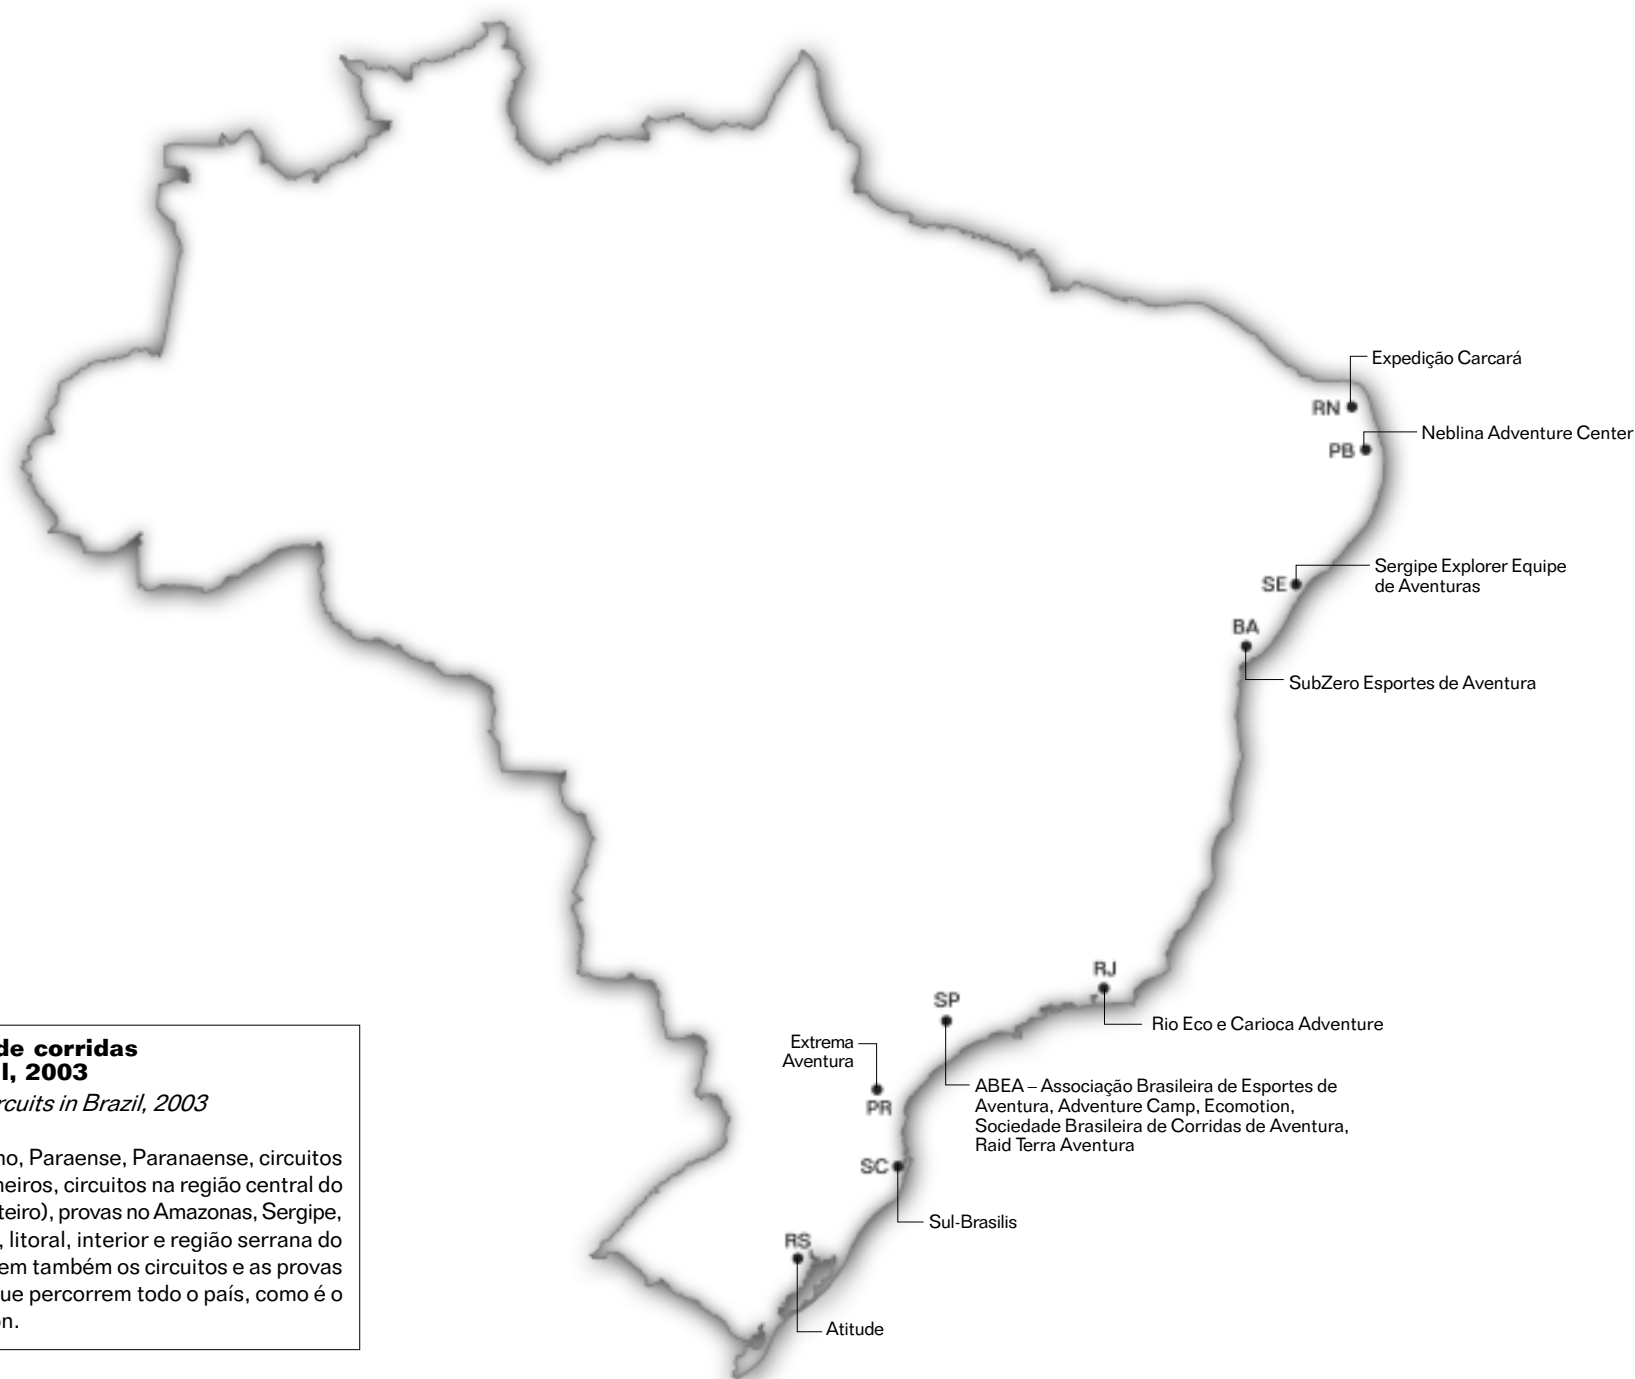 Expedição Carcará
RN
Neblina Adventure Center
PB
Sergipe Explorer Equipe
de Aventuras
SE
BA
SubZero Esportes de Aventura
RJ
Rio Eco e Carioca Adventure
SP
ABEA – Associação Brasileira de Esportes de
Aventura, Adventure Camp, Ecomotion,
Sociedade Brasileira de Corridas de Aventura,
Raid Terra Aventura
Extrema
Aventura
PR
SC
Sul-Brasilis
RS
Atitude
de corridas
l, 2003
rcuits in Brazil, 2003
no, Paraense, Paranaense, circuitos
neiros, circuitos na região central do
teiro), provas no Amazonas, Sergipe,
, litoral, interior e região serrana do
em também os circuitos e as provas
ue percorrem todo o país, como é o
on.